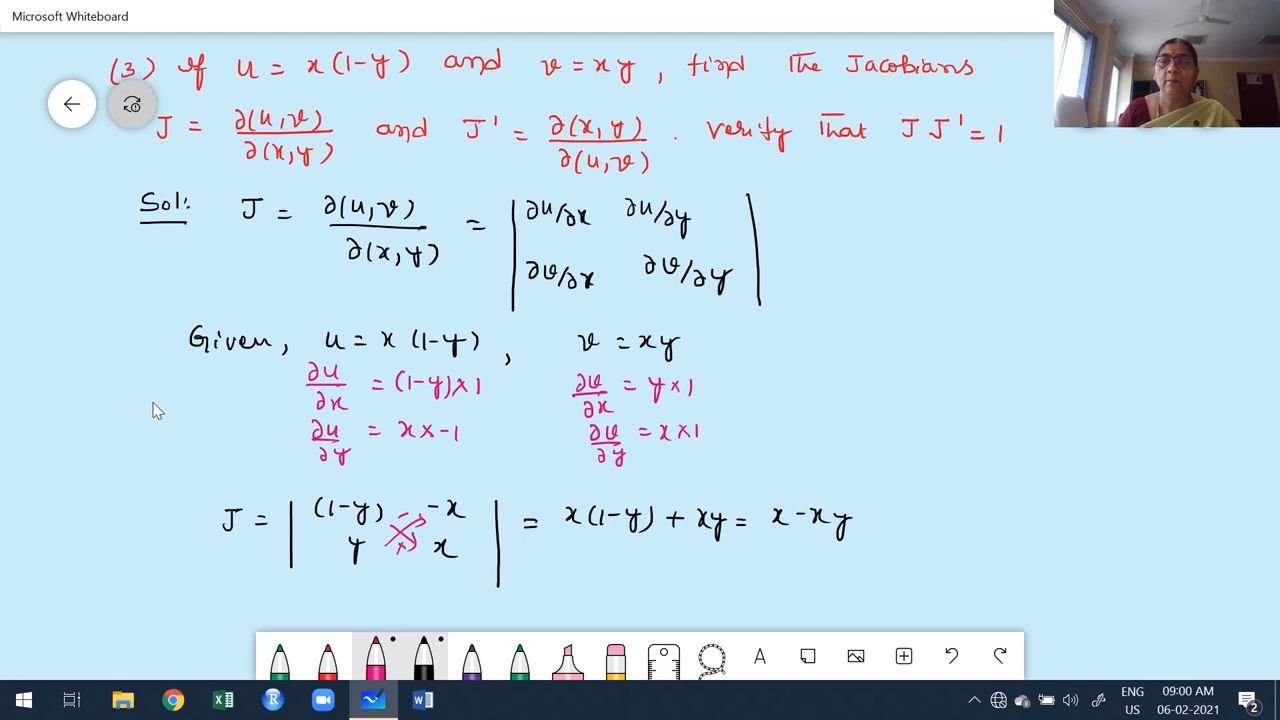 Microsoft Whiteboard
(3) If u = x(1-y) and v = xy, find the Jacobians
J = ∂(u,v)/∂(x,y) and J' = ∂(x,y)/∂(u,v). Verify that JJ' = 1
Sol: J = ∂(u,v)/∂(x,y) = | ∂u/∂x ∂u/∂y |
| ∂v/∂x ∂v/∂y |
Given, u = x(1-y), v = xy
∂u/∂x = (1-y)×1 ∂v/∂x = y×1
∂u/∂y = x×-1 ∂v/∂y = x×1
J = | (1-y) -x | = x(1-y) + xy = x - xy
| y x |
A
ENG 09:00 AM
US 06-02-2021 2